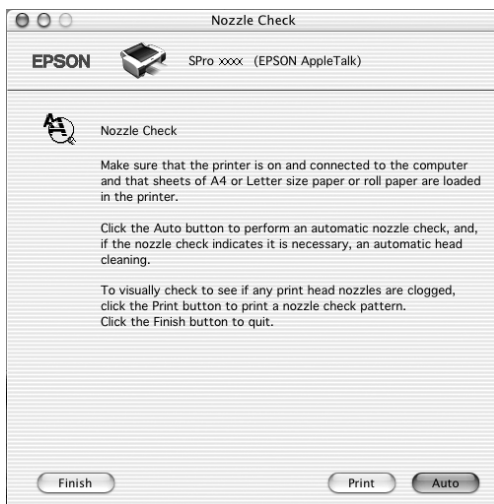 Nozzle Check
EPSON
SPro xxxx (EPSON AppleTalk)
Nozzle Check
Make sure that the printer is on and connected to the computer
and that sheets of A4 or Letter size paper or roll paper are loaded
in the printer.
Click the Auto button to perform an automatic nozzle check, and,
if the nozzle check indicates it is necessary, an automatic head
cleaning.
To visually check to see if any print head nozzles are clogged,
click the Print button to print a nozzle check pattern.
Click the Finish button to quit.
Finish
Print
Auto